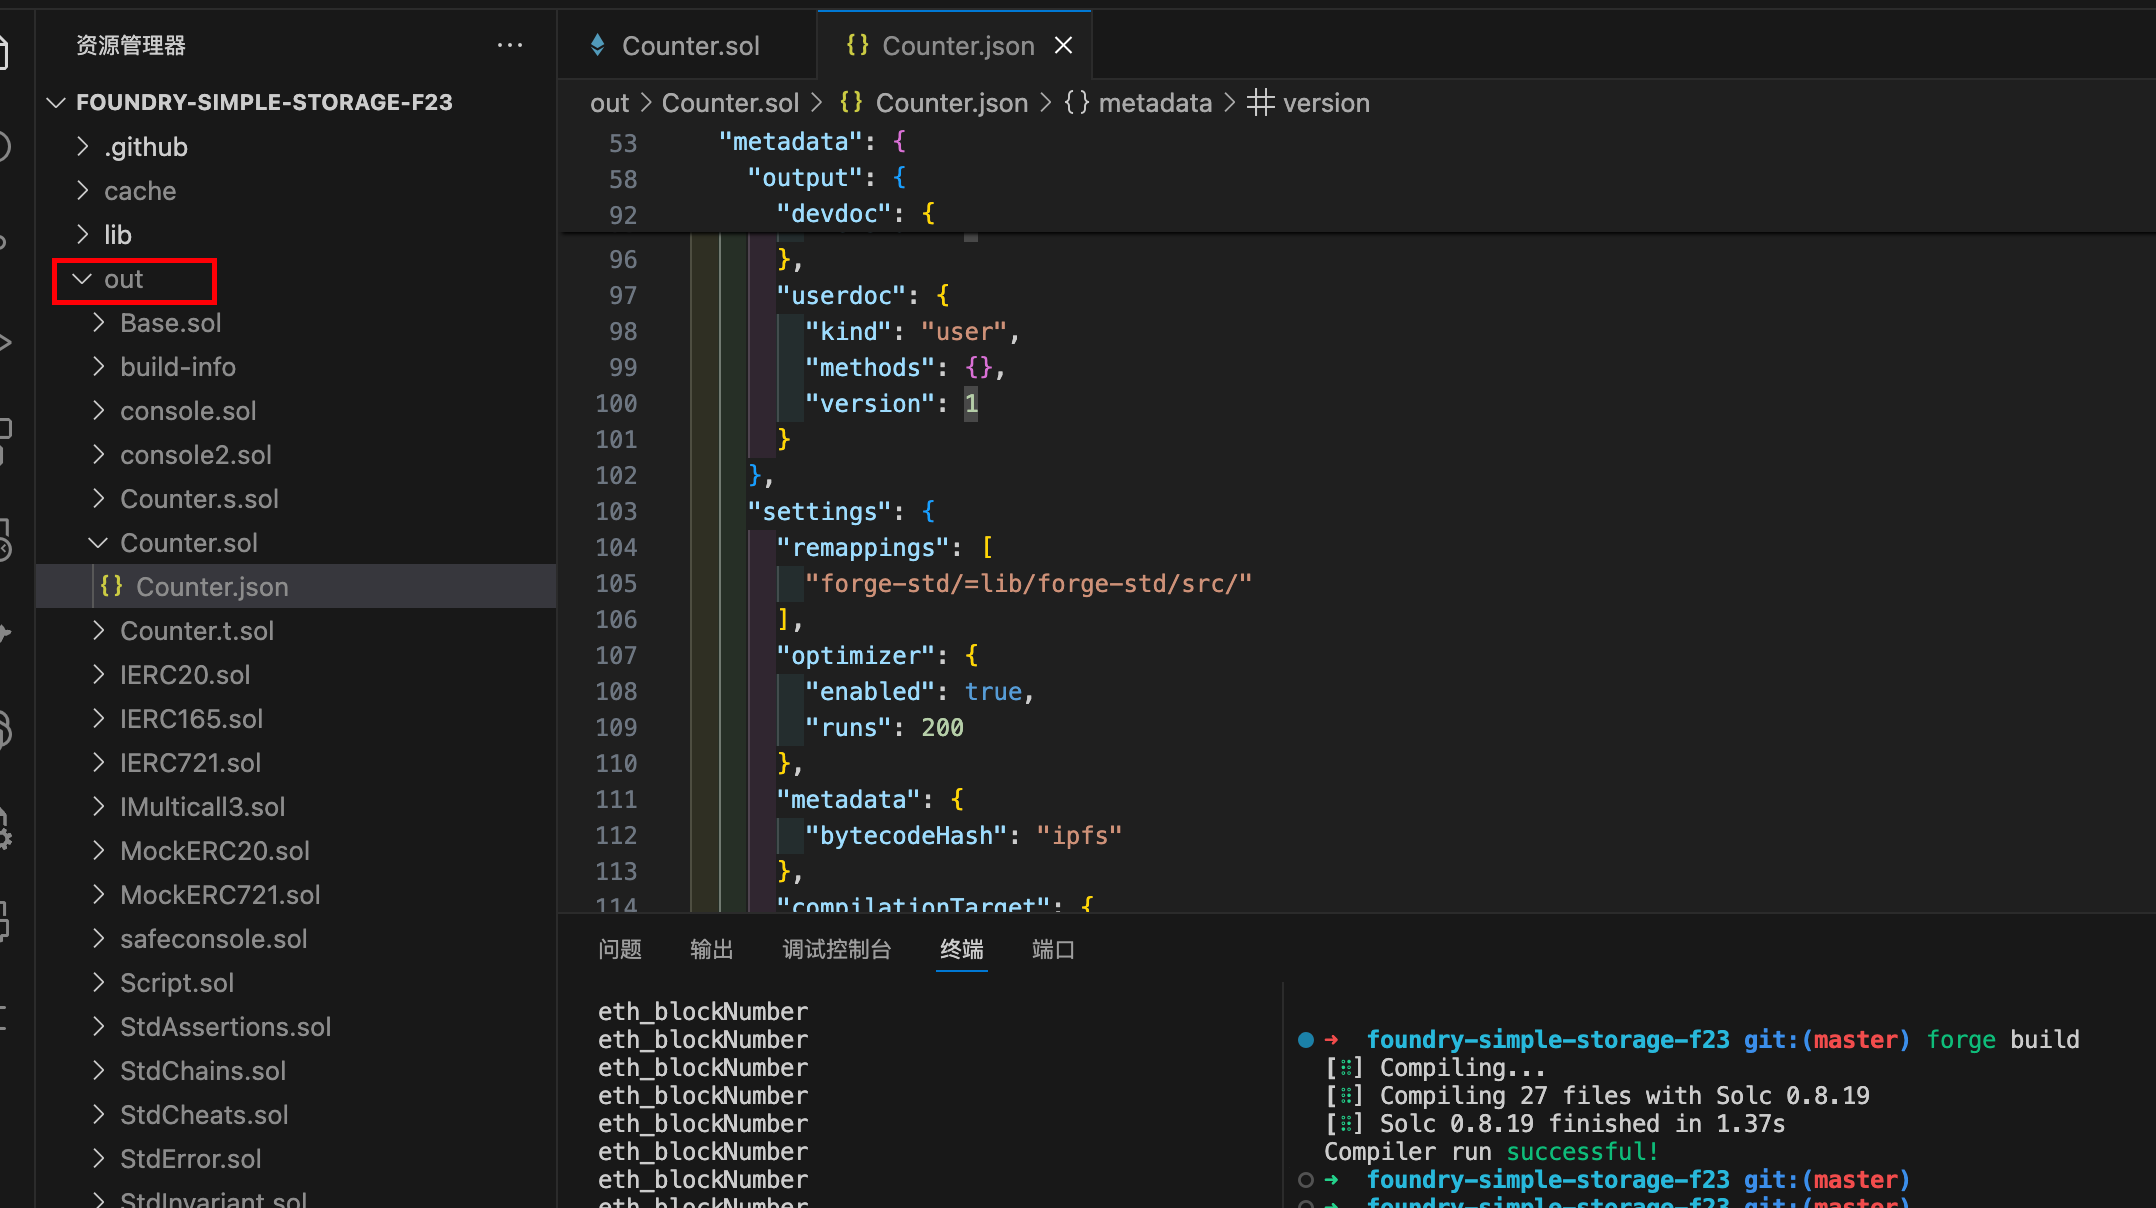 资源管理器
FOUNDRY-SIMPLE-STORAGE-F23
.github
cache
lib
out
Base.sol
build-info
console.sol
console2.sol
Counter.s.sol
Counter.sol
{} Counter.json
Counter.t.sol
IERC20.sol
IERC165.sol
IERC721.sol
IMulticall3.sol
MockERC20.sol
MockERC721.sol
safeconsole.sol
Script.sol
StdAssertions.sol
StdChains.sol
StdCheats.sol
StdError.sol
StdInvariant.sol
Counter.sol
{} Counter.json
out > Counter.sol > {} Counter.json > {} metadata > # version
53 "metadata": {
58 "output": {
92 "devdoc": {
96 },
97 "userdoc": {
98 "kind": "user",
99 "methods": {},
100 "version": 1
101 }
102 },
103 "settings": {
104 "remappings": [
105 "forge-std/=lib/forge-std/src/"
106 ],
107 "optimizer": {
108 "enabled": true,
109 "runs": 200
110 },
111 "metadata": {
112 "bytecodeHash": "ipfs"
113 },
114 "compilationTarget": {
问题 输出 调试控制台 终端 端口
eth_blockNumber
eth_blockNumber
eth_blockNumber
eth_blockNumber
eth_blockNumber
eth_blockNumber
eth_blockNumber
eth_blockNumber
➜ foundry-simple-storage-f23 git:(master) forge build
[⠿] Compiling...
[⠿] Compiling 27 files with Solc 0.8.19
[⠿] Solc 0.8.19 finished in 1.37s
Compiler run successful!
➜ foundry-simple-storage-f23 git:(master)
➜ foundry-simple-storage-f23 git:(master)